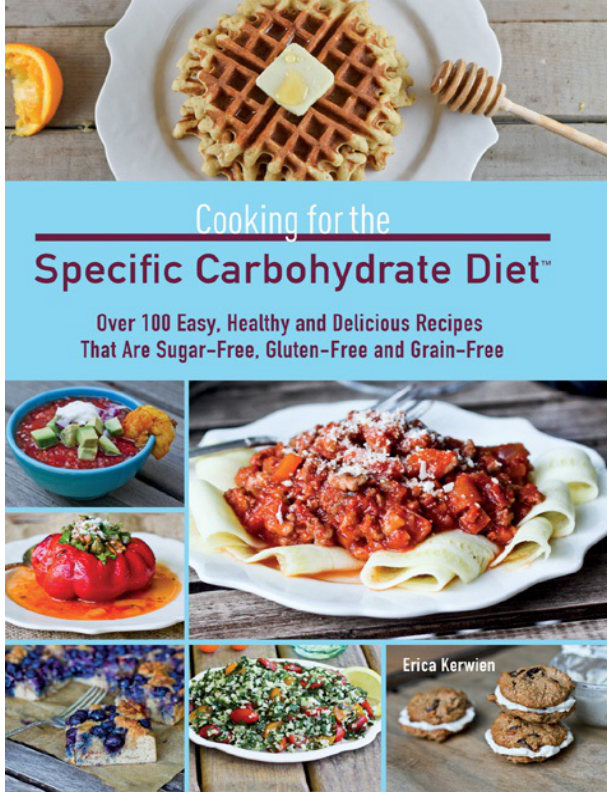 Cooking for the
Specific Carbohydrate Diet™
Over 100 Easy, Healthy and Delicious Recipes
That Are Sugar-Free, Gluten-Free and Grain-Free
Erica Kerwien